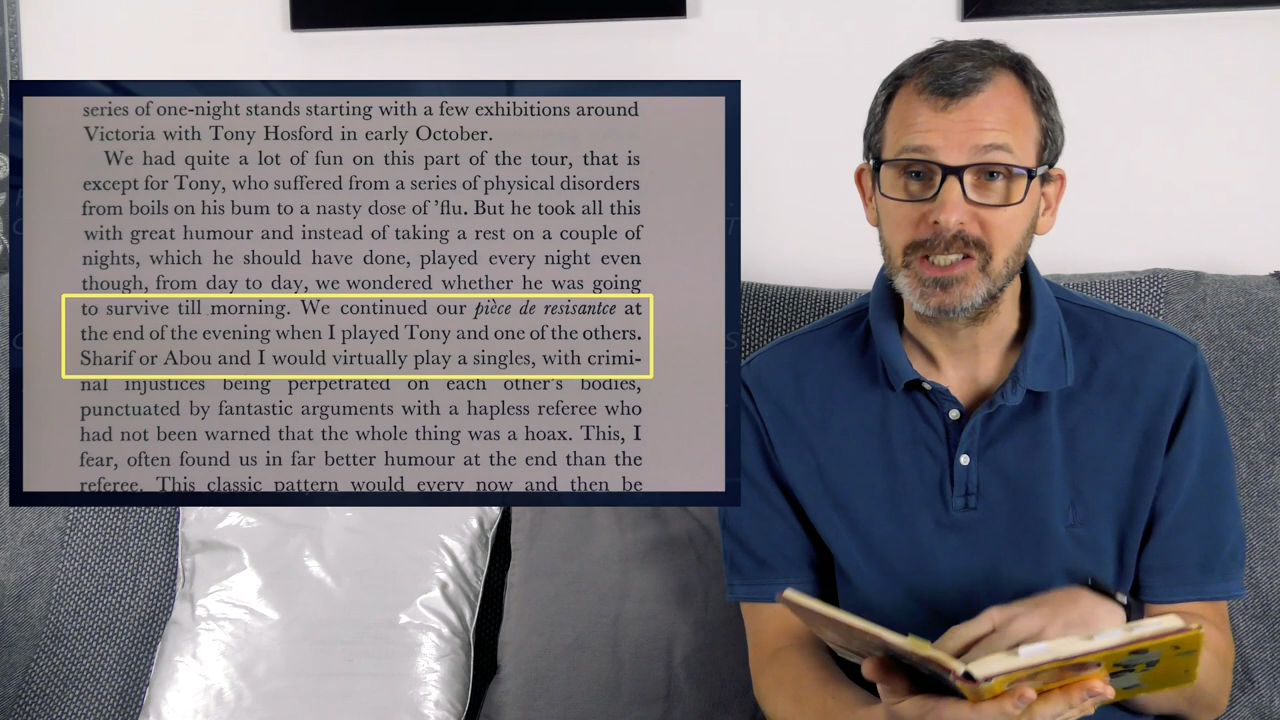 series of one-night stands starting with a few exhibitions around
Victoria with Tony Hosford in early October.
We had quite a lot of fun on this part of the tour, that is
except for Tony, who suffered from a series of physical disorders
from boils on his bum to a nasty dose of 'flu. But he took all this
with great humour and instead of taking a rest on a couple of
nights, which he should have done, played every night even
though, from day to day, we wondered whether he was going
to survive till morning. We continued our pièce de resisantce at
the end of the evening when I played Tony and one of the others.
Sharif or Abou and I would virtually play a singles, with crimi-
nal injustices being perpetrated on each other's bodies,
punctuated by fantastic arguments with a hapless referee who
had not been warned that the whole thing was a hoax. This, I
fear, often found us in far better humour at the end than the
referee. This classic pattern would every now and then be